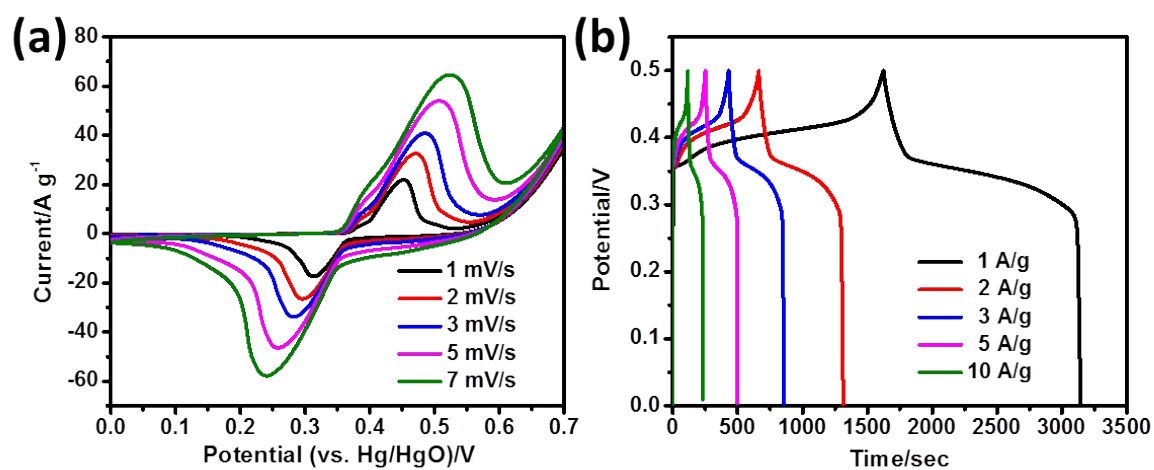 (a)
80
60
40
20
0
-20
-40
-60
Current/A g-1
0.0 0.1 0.2 0.3 0.4 0.5 0.6 0.7
Potential (vs. Hg/HgO)/V
1 mV/s
2 mV/s
3 mV/s
5 mV/s
7 mV/s
(b)
0.5
0.4
0.3
0.2
0.1
0.0
Potential/V
0 500 1000 1500 2000 2500 3000 3500
Time/sec
1 A/g
2 A/g
3 A/g
5 A/g
10 A/g